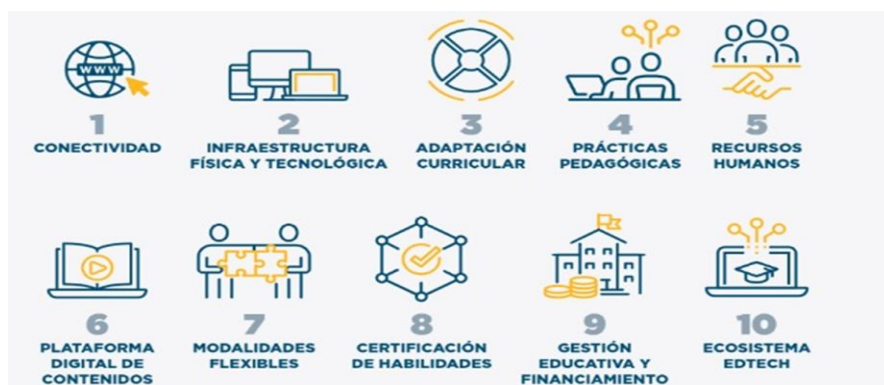 WWW
1
CONECTIVIDAD
2
INFRAESTRUCTURA
FÍSICA Y TECNOLÓGICA
3
ADAPTACIÓN
CURRICULAR
4
PRÁCTICAS
PEDAGÓGICAS
5
RECURSOS
HUMANOS
6
PLATAFORMA
DIGITAL DE
CONTENIDOS
7
MODALIDADES
FLEXIBLES
8
CERTIFICACIÓN
DE HABILIDADES
9
GESTIÓN
EDUCATIVA Y
FINANCIAMIENTO
10
ECOSISTEMA
EDTECH